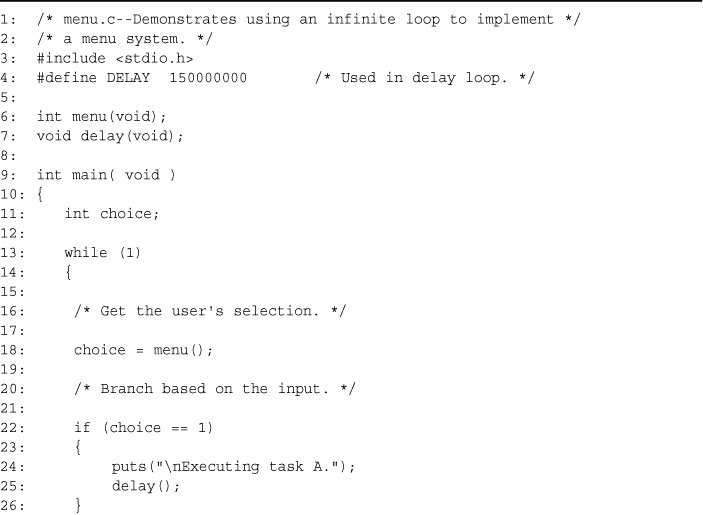 1: /* menu.c--Demonstrates using an infinite loop to implement */
2: /* a menu system. */
3: #include <stdio.h>
4: #define DELAY  150000000       /* Used in delay loop. */
5:
6: int menu(void);
7: void delay(void);
8:
9: int main( void )
10: {
11:    int choice;
12:
13:    while (1)
14:    {
15:
16:     /* Get the user's selection. */
17:
18:     choice = menu();
19:
20:     /* Branch based on the input. */
21:
22:     if (choice == 1)
23:     {
24:         puts("\nExecuting task A.");
25:         delay();
26:     }